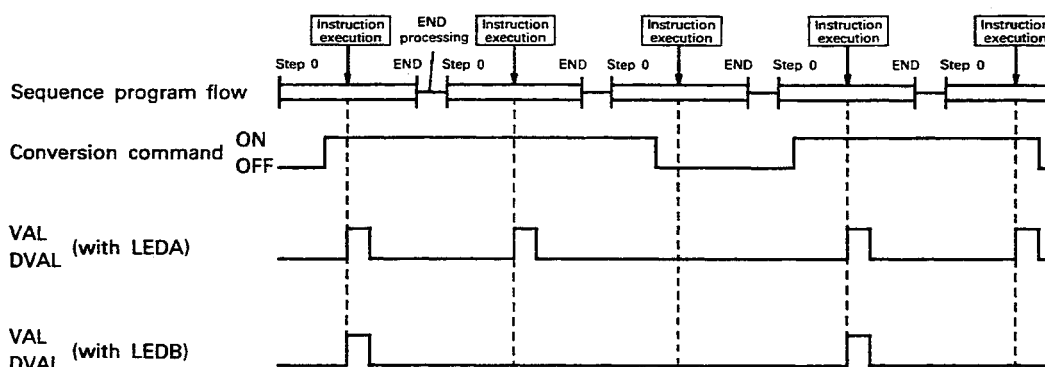 Instruction execution
END processing
Instruction execution
Instruction execution
Instruction execution
Instruction execution
Step 0 END Step 0 END Step 0 END Step 0 END Step 0
Sequence program flow
Conversion command ON
OFF
VAL
DVAL (with LEDA)
VAL
DVAL (with LEDB)